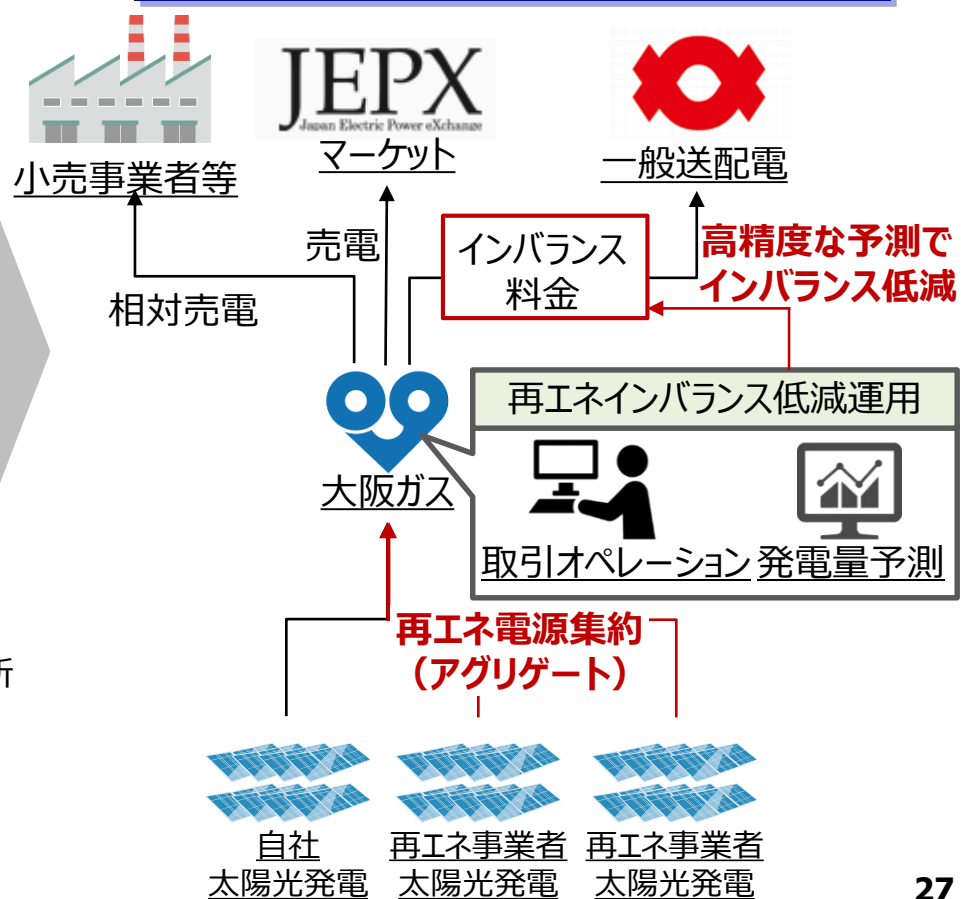 JEPX
Japan Electric Power eXchange
小売事業者等
マーケット
一般送配電
売電
相対売電
インバランス
料金
高精度な予測で
インバランス低減
大阪ガス
再エネインバランス低減運用
取引オペレーション
発電量予測
再エネ電源集約
（アグリゲート）
所
自社
太陽光発電
再エネ事業者
太陽光発電
再エネ事業者
太陽光発電
27